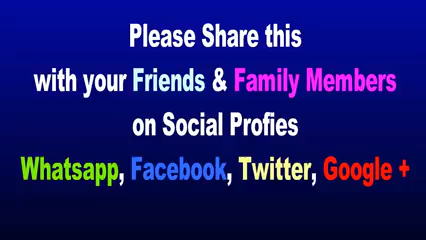 Please Share this
with your Friends & Family Members
on Social Profies
Whatsapp, Facebook, Twitter, Google +